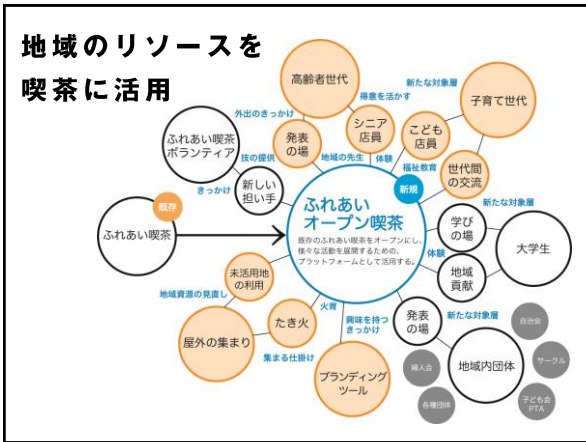 地域のリソースを
喫茶に活用
高齢者世代
新たな対象層
外出のきっかけ
得意を活かす
子育て世代
ふれあい喫茶
ボランティア
発表
の場
シニア
店員
こども
店員
技の提供
地域の先生
体験
福祉教育
世代間
の交流
きっかけ
新しい
担い手
新規
新たな対象層
既存
ふれあい喫茶
ふれあい
オープン喫茶
既存のふれあい喫茶をオープンにし、
様々な活動を展開するための、
プラットフォームとして活用する。
学び
の場
大学生
体験
地域
貢献
未活用地
の利用
地域資源の見直し
火育
興味を持つ
きっかけ
発表
の場
新たな対象層
たき火
屋外の集まり
集まる仕掛け
ブランディング
ツール
地域内団体
自治会
サークル
婦人会
各種団体
子ども会
PTA